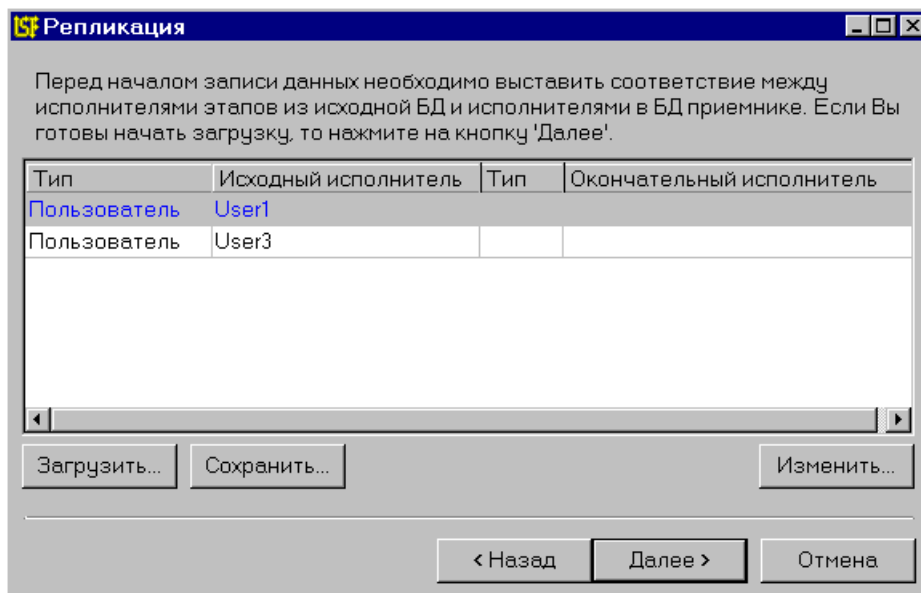 Репликация
Перед началом записи данных необходимо выставить соответствие между
исполнителями этапов из исходной БД и исполнителями в БД приемнике. Если Вы
готовы начать загрузку, то нажмите на кнопку 'Далее'.
Тип Исходный исполнитель Тип Окончательный исполнитель
Пользователь User1
Пользователь User3
Загрузить... Сохранить... Изменить...
< Назад Далее > Отмена